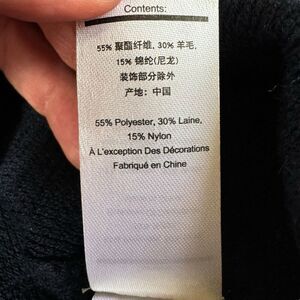 Contents:
55% 聚酯纤维, 30% 羊毛,
15% 锦纶(尼龙)
装饰部分除外
产地: 中国
55% Polyester, 30% Laine,
15% Nylon
À L'exception Des Décorations
Fabriqué en Chine